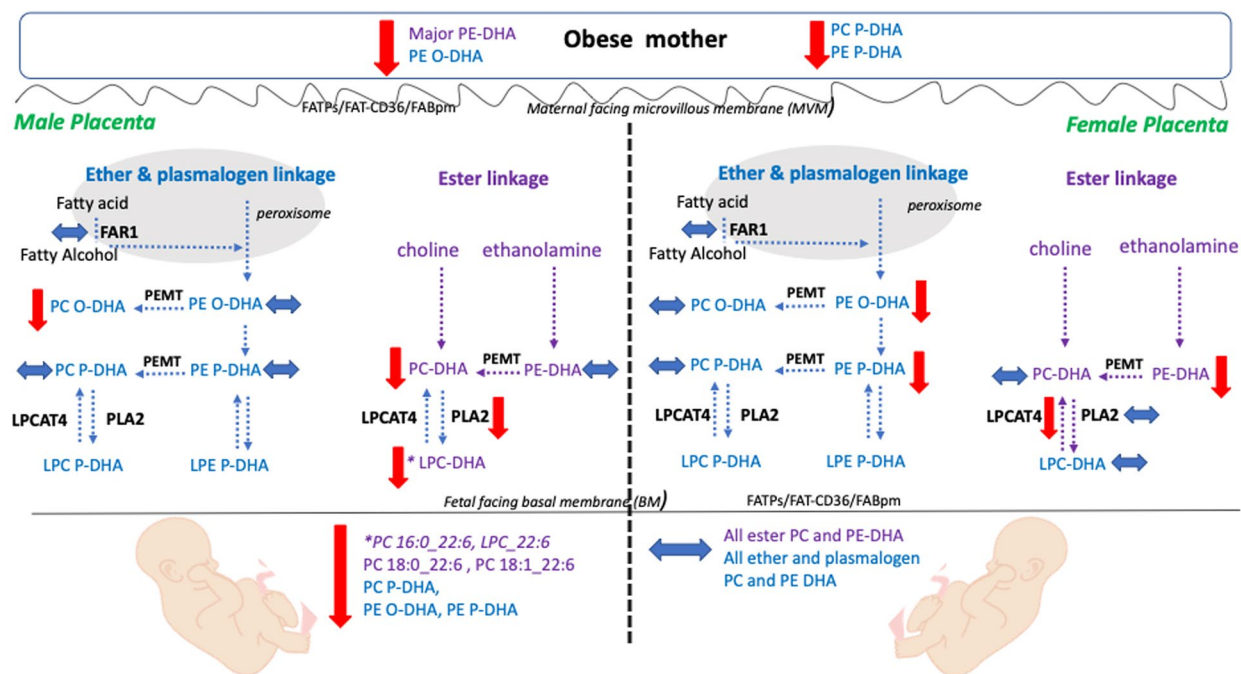 Major PE-DHA
PE O-DHA
Obese mother
PC P-DHA
PE P-DHA
FATPs/FAT-CD36/FABpm
Maternal facing microvillous membrane (MVM)
Male Placenta
Female Placenta
Ether & plasmalogen linkage
Fatty acid
peroxisome
FAR1
Fatty Alcohol
PC O-DHA
PEMT
PE O-DHA
PC P-DHA
PEMT
PE P-DHA
LPCAT4
PLA2
LPC P-DHA
LPE P-DHA
Ester linkage
choline
ethanolamine
PC-DHA
PEMT
PE-DHA
LPCAT4
PLA2
* LPC-DHA
Ether & plasmalogen linkage
Fatty acid
peroxisome
FAR1
Fatty Alcohol
PC O-DHA
PEMT
PE O-DHA
PC P-DHA
PEMT
PE P-DHA
LPCAT4
PLA2
LPC P-DHA
LPE P-DHA
Ester linkage
choline
ethanolamine
PC-DHA
PEMT
PE-DHA
LPCAT4
PLA2
LPC-DHA
Fetal facing basal membrane (BM)
FATPs/FAT-CD36/FABpm
*PC 16:0_22:6, LPC_22:6
PC 18:0_22:6 , PC 18:1_22:6
PC P-DHA,
PE O-DHA, PE P-DHA
All ester PC and PE-DHA
All ether and plasmalogen
PC and PE DHA